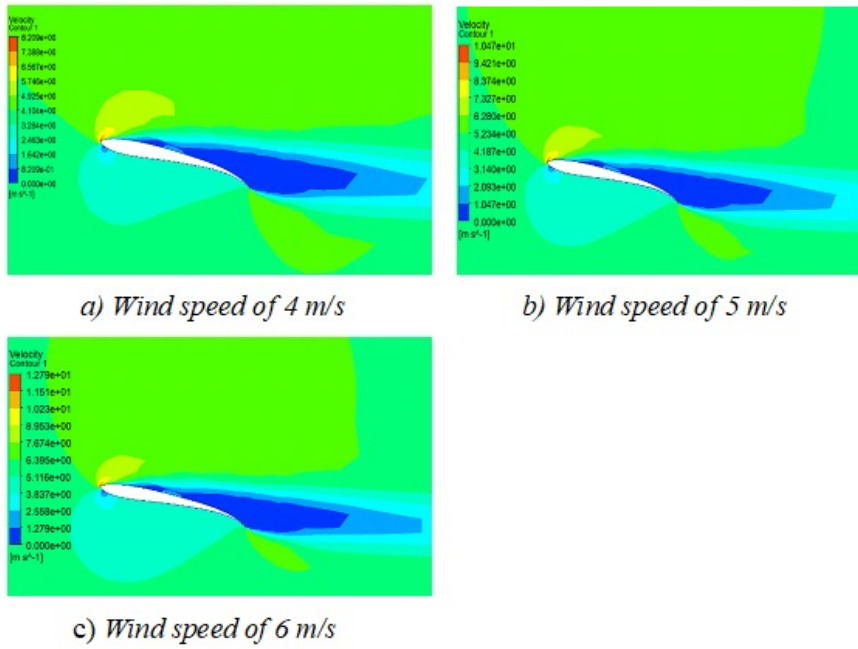 Velocity
Contour 1
8.209e+00
7.388e+00
6.567e+00
5.746e+00
4.925e+00
4.104e+00
3.284e+00
2.463e+00
1.642e+00
8.209e-01
0.000e+00
[m s^-1]
a) Wind speed of 4 m/s
Velocity
Contour 1
1.047e+01
9.421e+00
8.374e+00
7.327e+00
6.280e+00
5.234e+00
4.187e+00
3.140e+00
2.093e+00
1.047e+00
0.000e+00
[m s^-1]
b) Wind speed of 5 m/s
Velocity
Contour 1
1.279e+01
1.151e+01
1.023e+01
8.953e+00
7.674e+00
6.395e+00
5.116e+00
3.837e+00
2.558e+00
1.279e+00
0.000e+00
[m s^-1]
c) Wind speed of 6 m/s